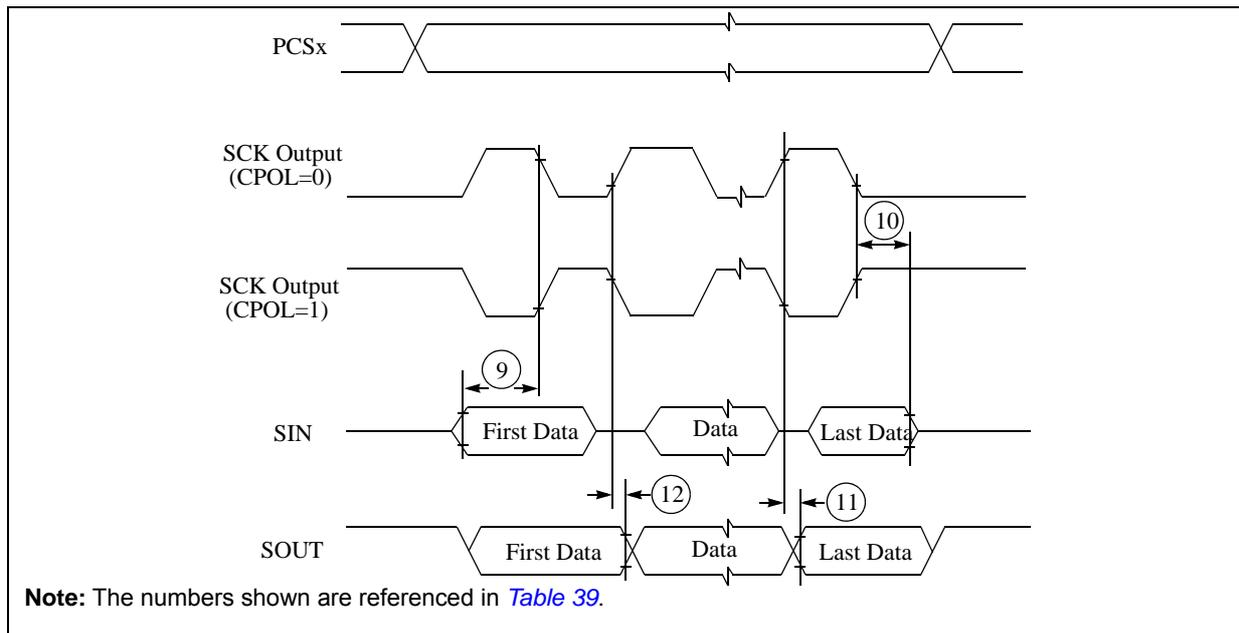 PCSx
SCK Output
(CPOL=0)
10
SCK Output
(CPOL=1)
9
SIN
First Data
Data
Last Data
12
11
SOUT
First Data
Data
Last Data
Note: The numbers shown are referenced in Table 39.